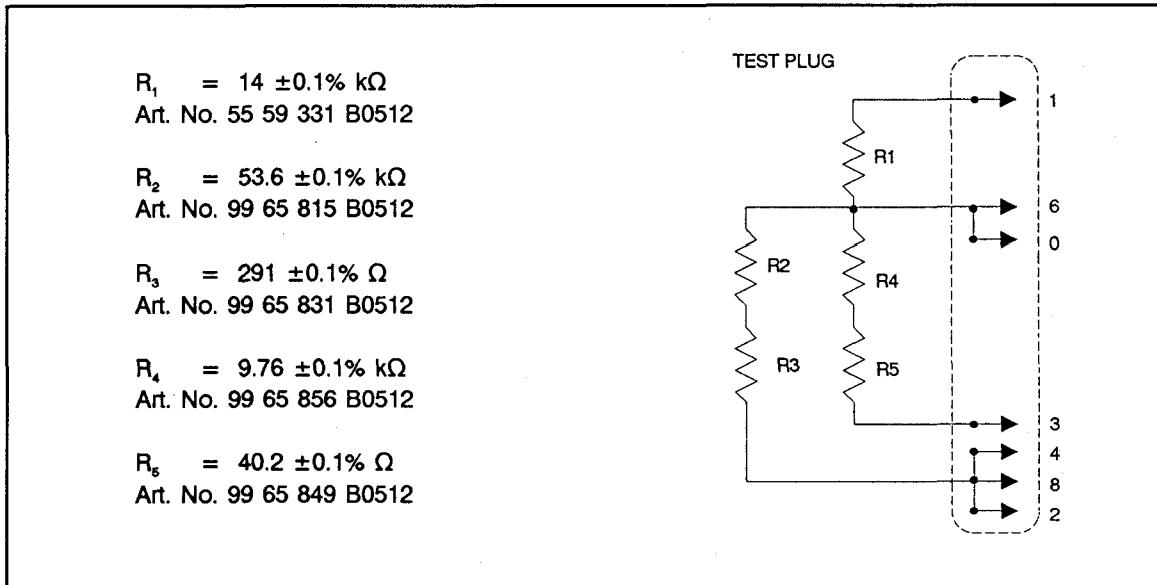 R₁ = 14 ±0.1% kΩ
Art. No. 55 59 331 B0512
R₂ = 53.6 ±0.1% kΩ
Art. No. 99 65 815 B0512
R₃ = 291 ±0.1% Ω
Art. No. 99 65 831 B0512
R₄ = 9.76 ±0.1% kΩ
Art. No. 99 65 856 B0512
R₅ = 40.2 ±0.1% Ω
Art. No. 99 65 849 B0512
TEST PLUG
1
R1
6
0
R2
R4
R3
R5
3
4
8
2